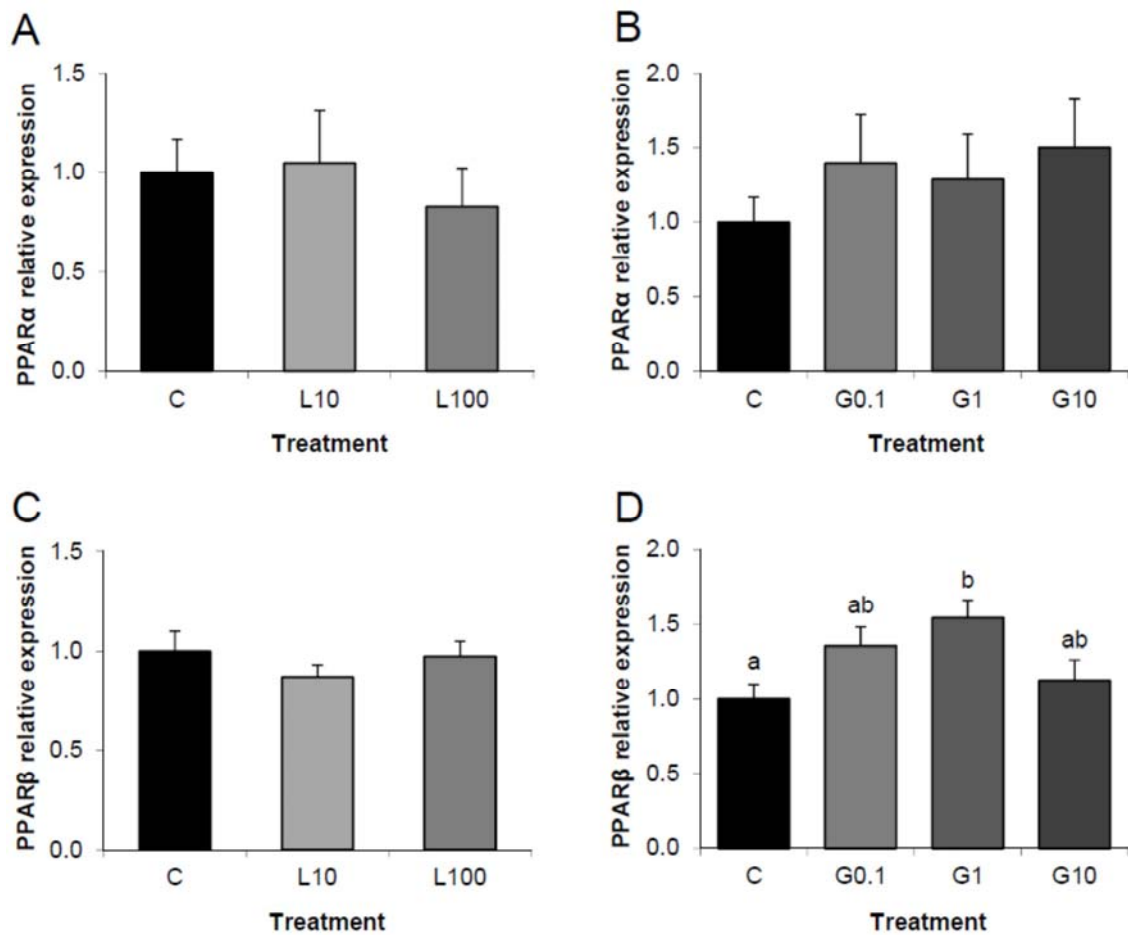 A
PPARα relative expression
1.5
1.0
0.5
0.0
C L10 L100
Treatment
B
PPARα relative expression
2.0
1.5
1.0
0.5
0.0
C G0.1 G1 G10
Treatment
C
PPARβ relative expression
1.5
1.0
0.5
0.0
C L10 L100
Treatment
D
PPARβ relative expression
2.0
1.5
1.0
0.5
0.0
a ab b ab
C G0.1 G1 G10
Treatment